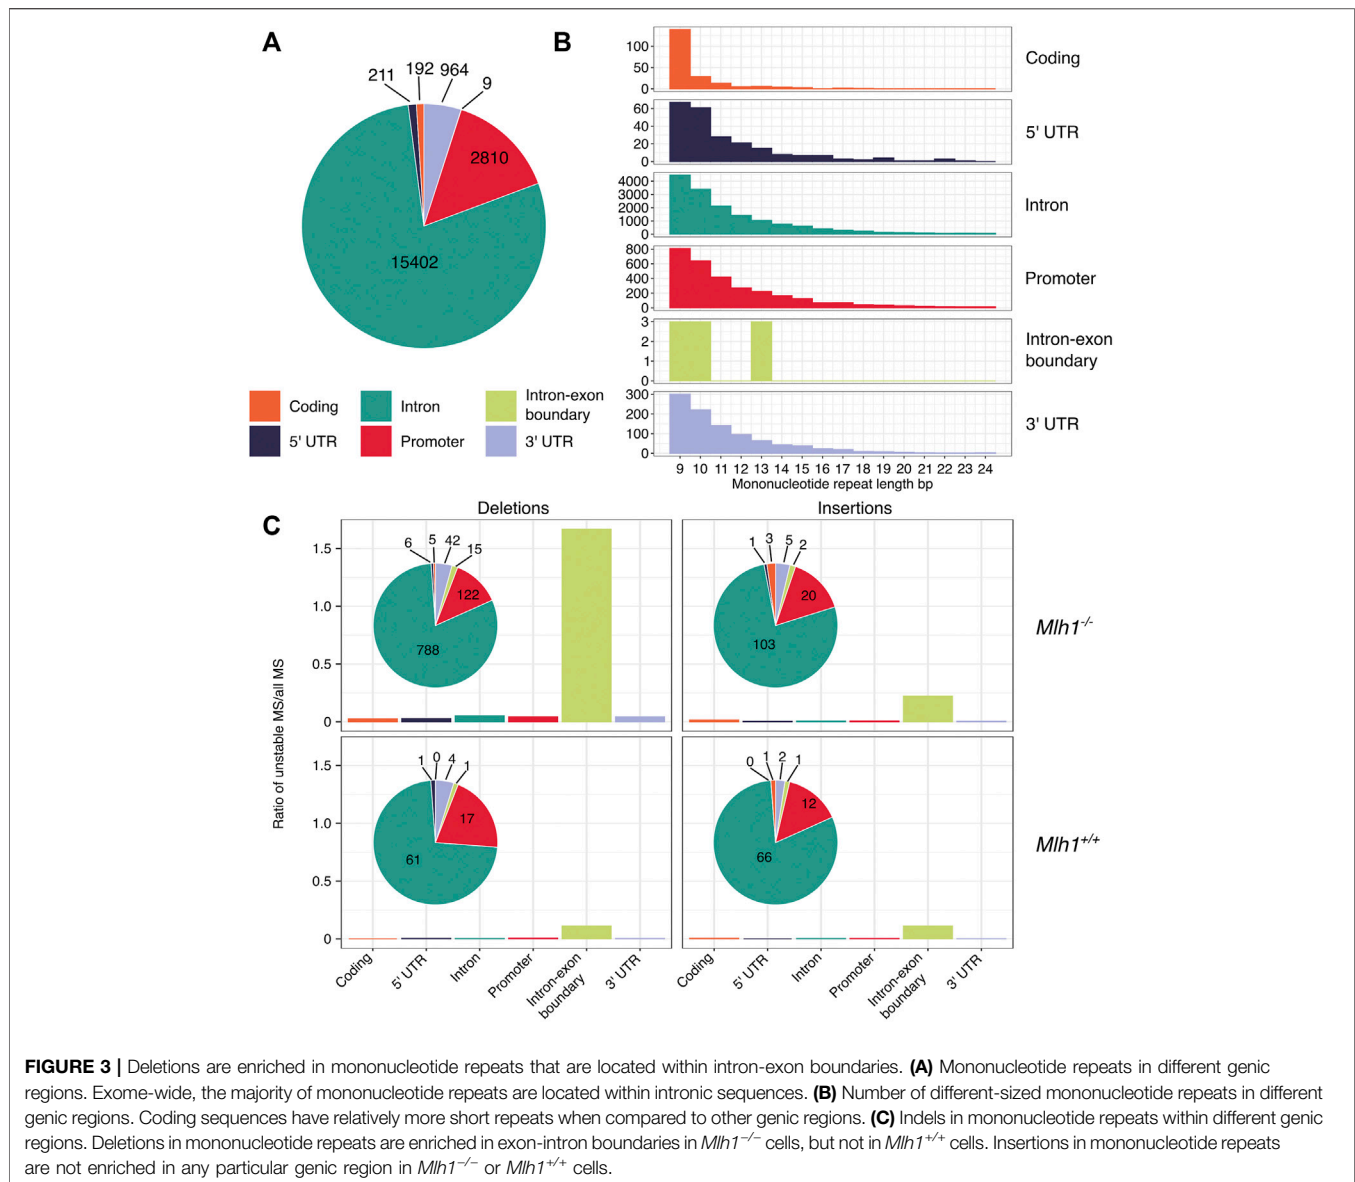 A
211 192 964
9
2810
15402
Coding
Intron
Intron-exon
boundary
5' UTR
Promoter
3' UTR
B
100
50
0
Coding
60
40
20
0
5' UTR
4000
3000
2000
1000
0
Intron
800
600
400
200
0
Promoter
3
2
1
0
Intron-exon
boundary
300
200
100
0
3' UTR
9 10 11 12 13 14 15 16 17 18 19 20 21 22 23 24
Mononucleotide repeat length bp
C
Deletions
Insertions
Ratio of unstable MS/all MS
1.5
1.0
0.5
0
6 5 42 15
122
788
1 3 5 2
20
103
Mlh1-/-
1.5
1.0
0.5
0
1 0 4 1
17
61
0 1 2 1
12
66
Mlh1+/+
Coding
5' UTR
Intron
Promoter
Intron-exon
boundary
3' UTR
Coding
5' UTR
Intron
Promoter
Intron-exon
boundary
3' UTR
FIGURE 3 | Deletions are enriched in mononucleotide repeats that are located within intron-exon boundaries. (A) Mononucleotide repeats in different genic
regions. Exome-wide, the majority of mononucleotide repeats are located within intronic sequences. (B) Number of different-sized mononucleotide repeats in different
genic regions. Coding sequences have relatively more short repeats when compared to other genic regions. (C) Indels in mononucleotide repeats within different genic
regions. Deletions in mononucleotide repeats are enriched in exon-intron boundaries in Mlh1−/− cells, but not in Mlh1+/+ cells. Insertions in mononucleotide repeats
are not enriched in any particular genic region in Mlh1−/− or Mlh1+/+ cells.